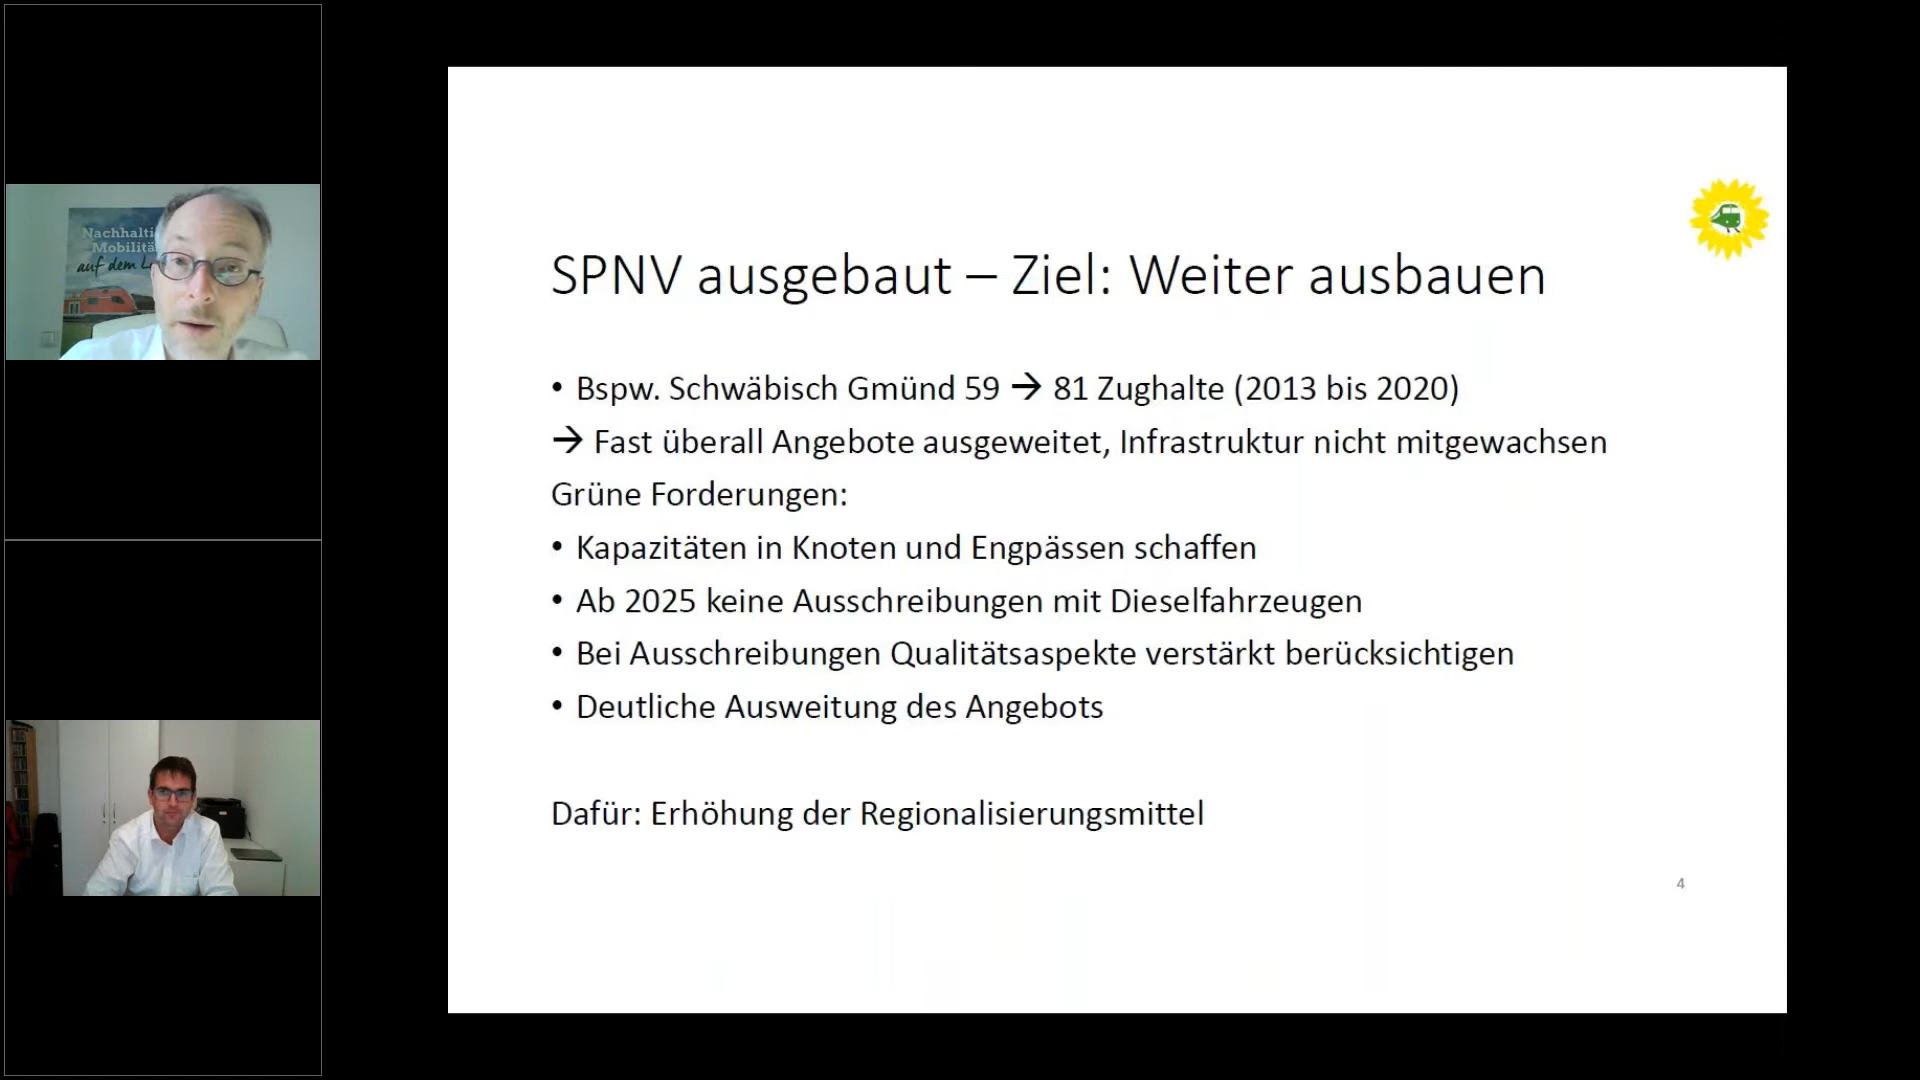 Nachhalti
Mobilitä
auf dem L
SPNV ausgebaut – Ziel: Weiter ausbauen
• Bspw. Schwäbisch Gmünd 59 → 81 Zughalte (2013 bis 2020)
→ Fast überall Angebote ausgeweitet, Infrastruktur nicht mitgewachsen
Grüne Forderungen:
• Kapazitäten in Knoten und Engpässen schaffen
• Ab 2025 keine Ausschreibungen mit Dieselfahrzeugen
• Bei Ausschreibungen Qualitätsaspekte verstärkt berücksichtigen
• Deutliche Ausweitung des Angebots
Dafür: Erhöhung der Regionalisierungsmittel
4